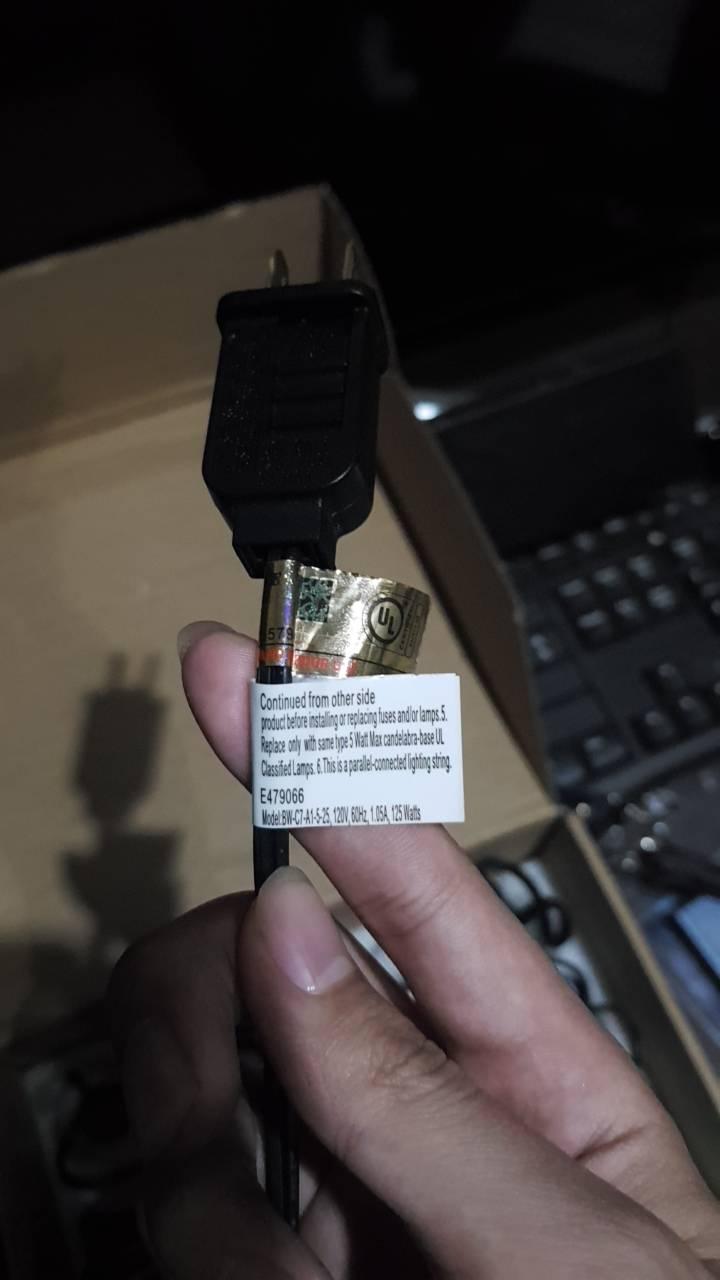 UL
579
Continued from other side
product before installing or replacing fuses and/or lamps.5.
Replace only with same type 5 Watt Max candelabra-base UL
Classified Lamps. 6.This is a parallel-connected lighting string.
E479066
Model:BW-C7-A1-5-25, 120V, 60Hz, 1.05A, 125 Watts